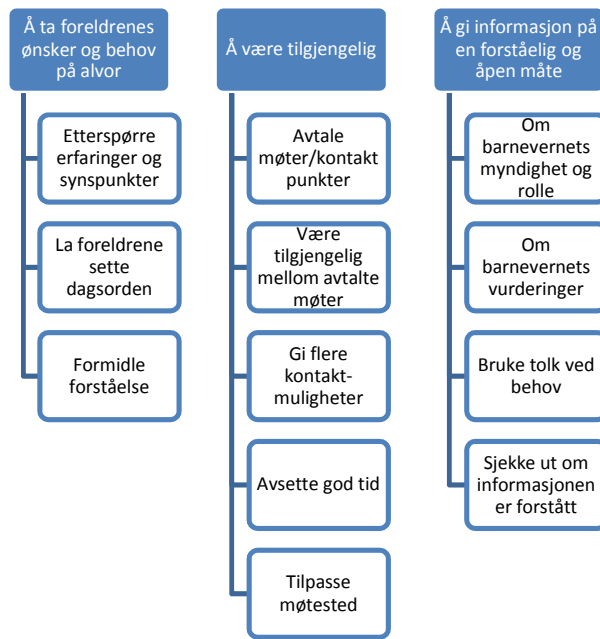 Å ta foreldrenes
ønsker og behov
på alvor
Etterspørre
erfaringer og
synspunkter
La foreldrene
sette
dagsorden
Formidle
forståelse
Å være tilgjengelig
Avtale
møter/kontakt
punkter
Være
tilgjengelig
mellom avtalte
møter
Gi flere
kontakt-
muligheter
Avsette god tid
Tilpasse
møtested
Å gi informasjon på
en forståelig og
åpen måte
Om
barnevernets
myndighet og
rolle
Om
barnevernets
vurderinger
Bruke tolk ved
behov
Sjekke ut om
informasjonen
er forstått